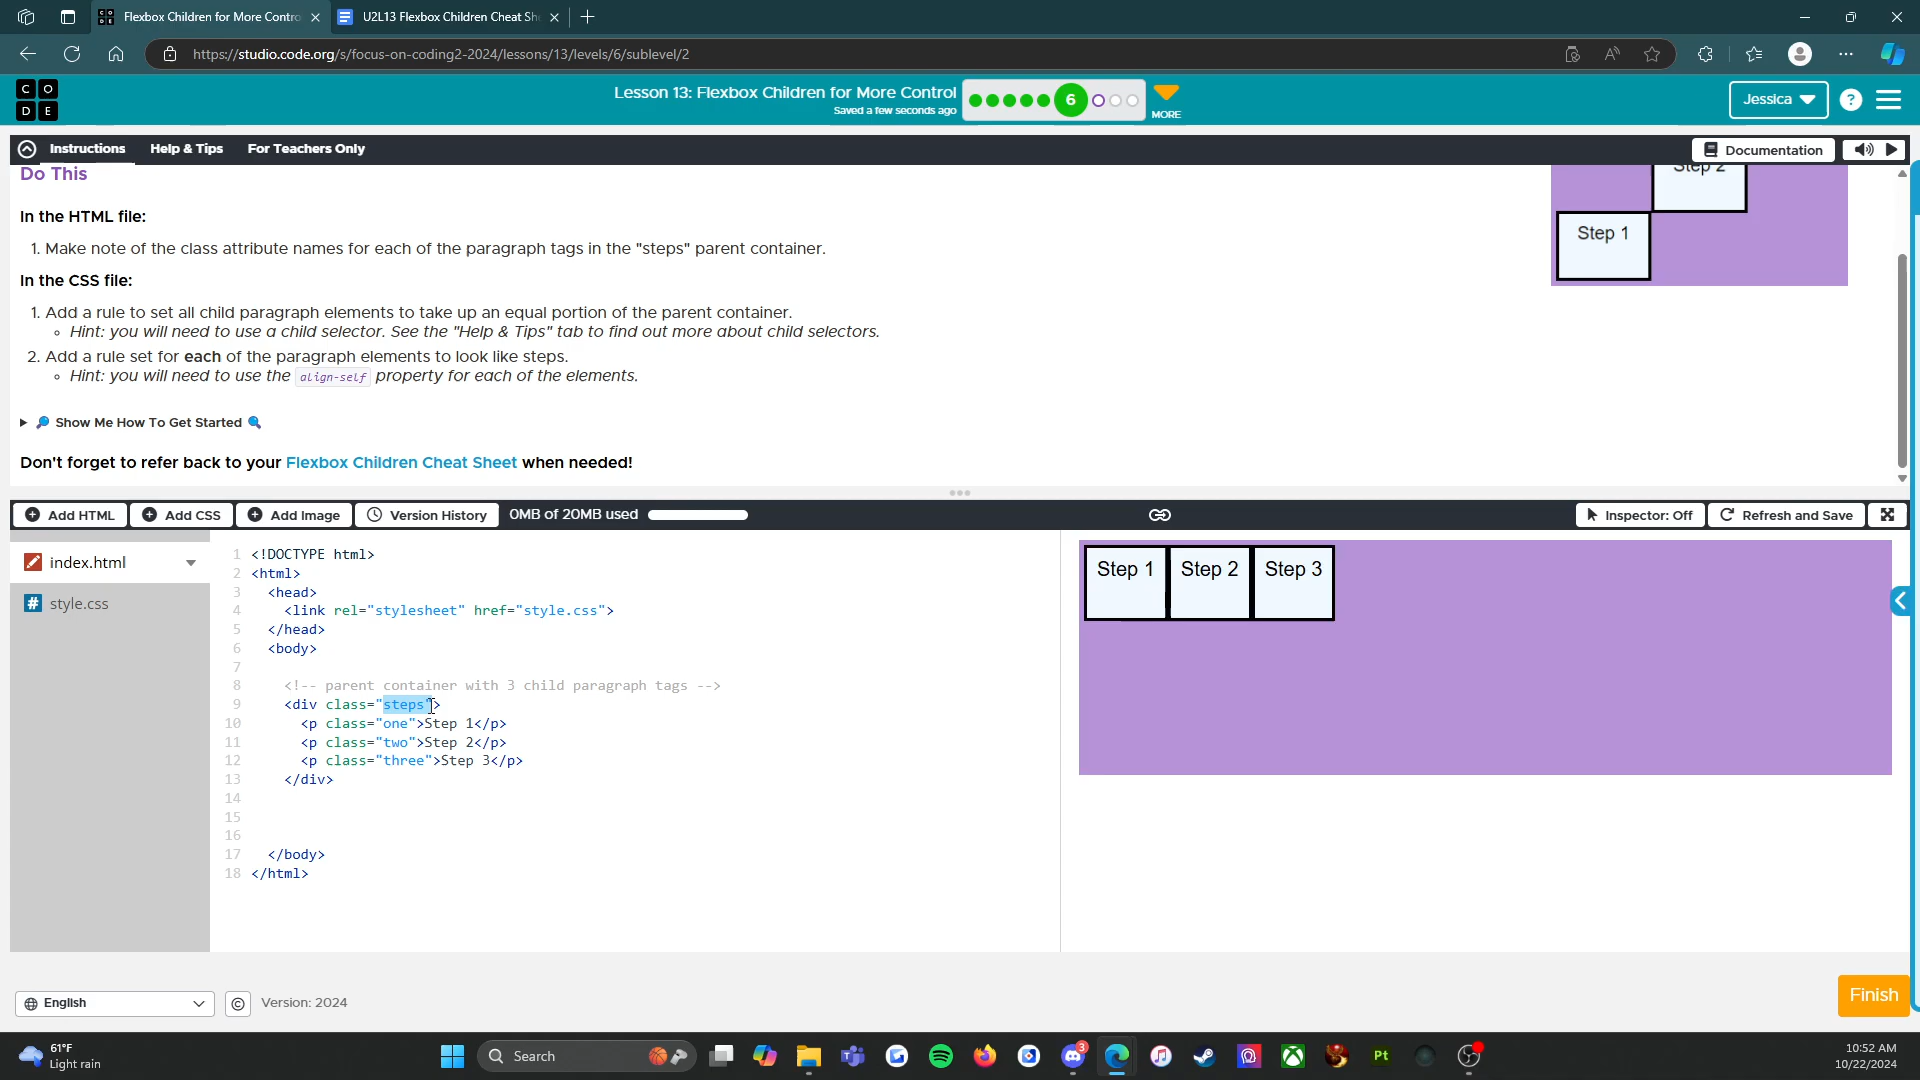 Flexbox Children for More Contro
U2L13 Flexbox Children Cheat Sh
https://studio.code.org/s/focus-on-coding2-2024/lessons/13/levels/6/sublevel/2
C O
D E
Lesson 13: Flexbox Children for More Control
Saved a few seconds ago
6
MORE
Jessica
?
Instructions
Help & Tips
For Teachers Only
Documentation
Do This
Step 2
Step 1
In the HTML file:
1. Make note of the class attribute names for each of the paragraph tags in the "steps" parent container.
In the CSS file:
1. Add a rule to set all child paragraph elements to take up an equal portion of the parent container.
Hint: you will need to use a child selector. See the "Help & Tips" tab to find out more about child selectors.
2. Add a rule set for each of the paragraph elements to look like steps.
Hint: you will need to use the align-self property for each of the elements.
Show Me How To Get Started
Don't forget to refer back to your Flexbox Children Cheat Sheet when needed!
Add HTML
Add CSS
Add Image
Version History
0MB of 20MB used
Inspector: Off
Refresh and Save
index.html
# style.css
1 <!DOCTYPE html>
2 <html>
3 <head>
4 <link rel="stylesheet" href="style.css">
5 </head>
6 <body>
7
8 <!-- parent container with 3 child paragraph tags -->
9 <div class="steps">
10 <p class="one">Step 1</p>
11 <p class="two">Step 2</p>
12 <p class="three">Step 3</p>
13 </div>
14
15
16
17 </body>
18 </html>
Step 1 Step 2 Step 3
English
©
Version: 2024
Finish
61°F
Light rain
Search
3
Pt
10:52 AM
10/22/2024